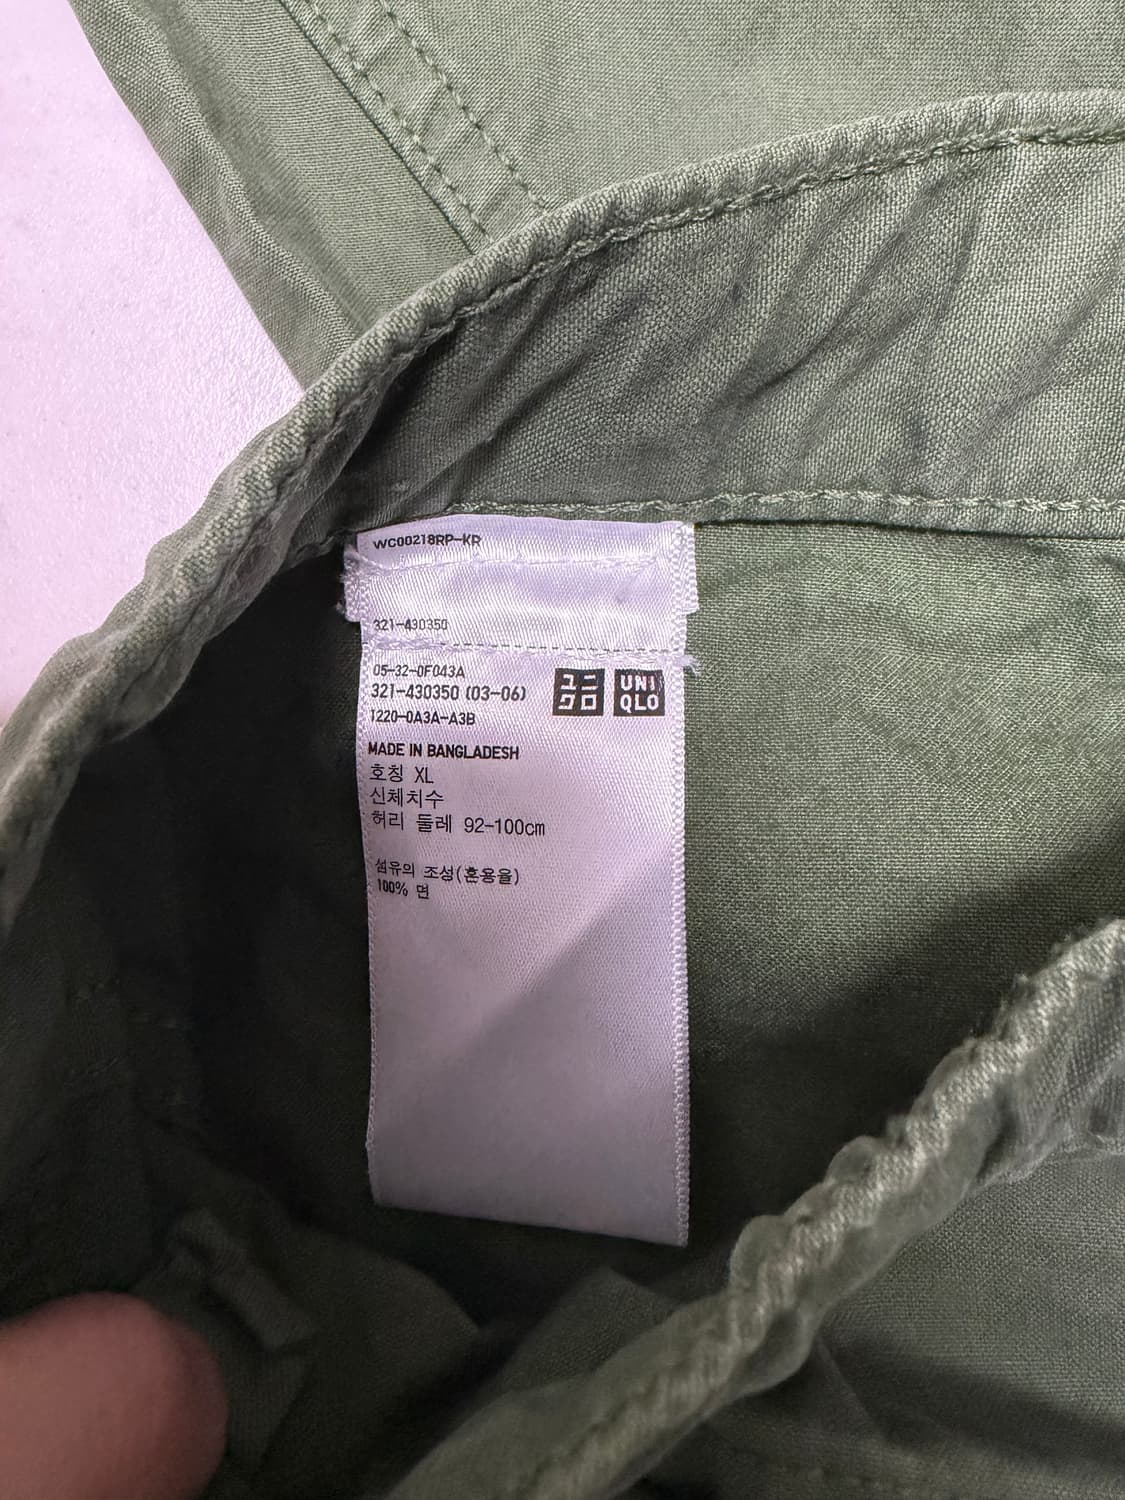 WC00218RP-KR
321-430350
05-32-0F043A
321-430350 (03-06)
1220-0A3A-A3B
ユニ
クロ
UNI
QLO
MADE IN BANGLADESH
호칭 XL
신체치수
허리 둘레 92-100cm
섬유의 조성(혼용율)
100% 면